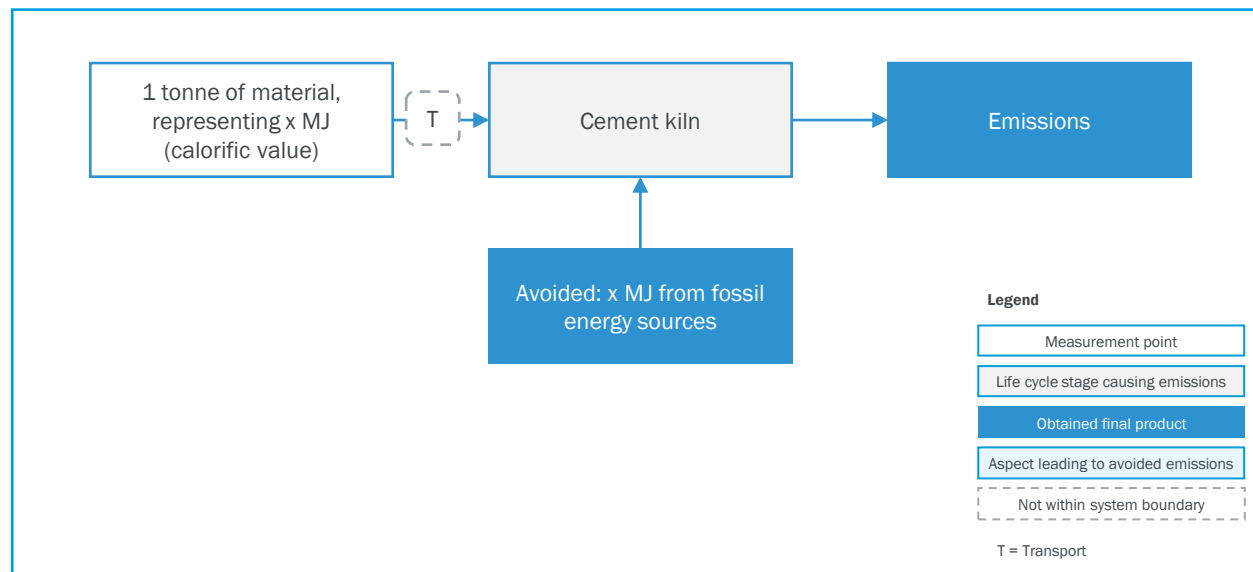 1 tonne of material,
representing x MJ
(calorific value)
T
Cement kiln
Emissions
Avoided: x MJ from fossil
energy sources
Legend
Measurement point
Life cycle stage causing emissions
Obtained final product
Aspect leading to avoided emissions
Not within system boundary
T = Transport